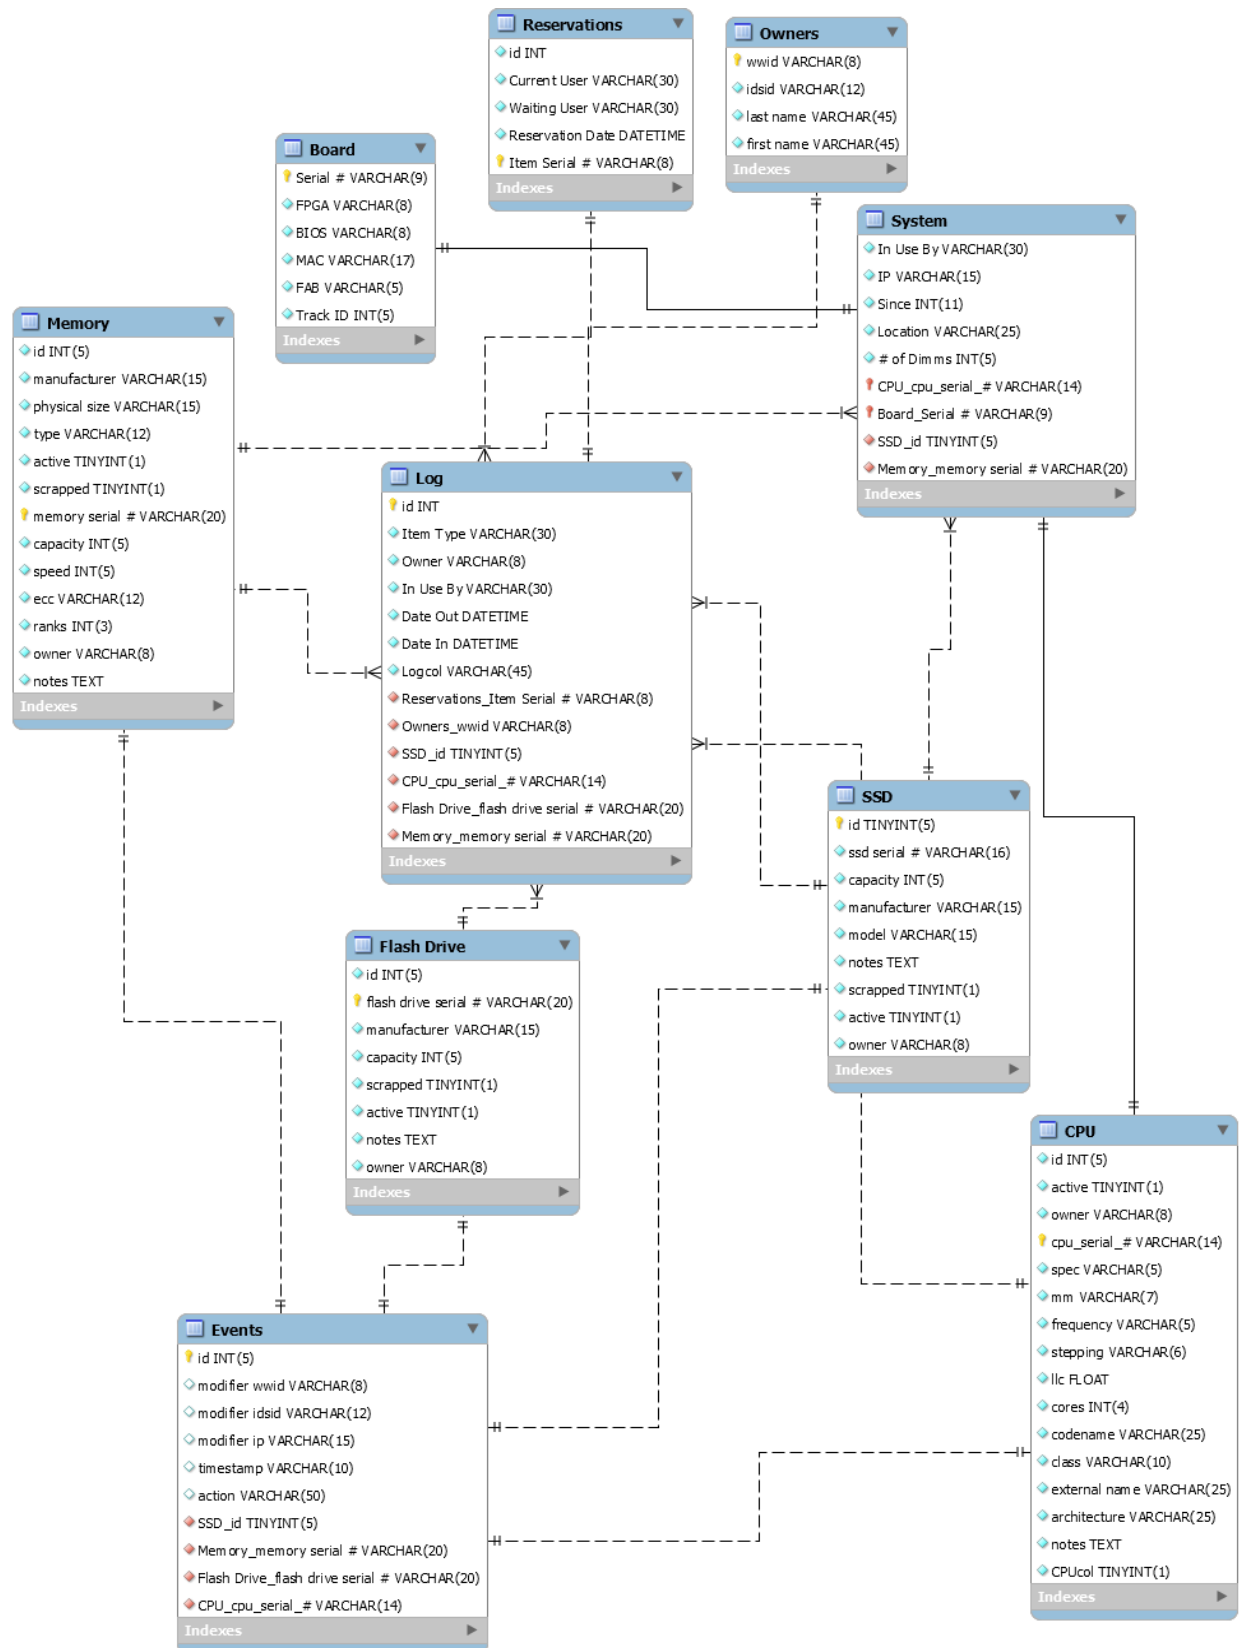 Reservations
id INT
Current User VARCHAR(30)
Waiting User VARCHAR(30)
Reservation Date DATETIME
Item Serial # VARCHAR(8)
Indexes
Owners
wwid VARCHAR(8)
idsid VARCHAR(12)
last name VARCHAR(45)
first name VARCHAR(45)
Indexes
Board
Serial # VARCHAR(9)
FPGA VARCHAR(8)
BIOS VARCHAR(8)
MAC VARCHAR(17)
FAB VARCHAR(5)
Track ID INT(5)
Indexes
System
In Use By VARCHAR(30)
IP VARCHAR(15)
Since INT(11)
Location VARCHAR(25)
# of Dimms INT(5)
CPU_cpu_serial_# VARCHAR(14)
Board_Serial # VARCHAR(9)
SSD_id TINYINT(5)
Memory_memory serial # VARCHAR(20)
Indexes
Memory
id INT(5)
manufacturer VARCHAR(15)
physical size VARCHAR(15)
type VARCHAR(12)
active TINYINT(1)
scrapped TINYINT(1)
memory serial # VARCHAR(20)
capacity INT(5)
speed INT(5)
ecc VARCHAR(12)
ranks INT(3)
owner VARCHAR(8)
notes TEXT
Indexes
Log
id INT
Item Type VARCHAR(30)
Owner VARCHAR(8)
In Use By VARCHAR(30)
Date Out DATETIME
Date In DATETIME
Logcol VARCHAR(45)
Reservations_Item Serial # VARCHAR(8)
Owners_wwid VARCHAR(8)
SSD_id TINYINT(5)
CPU_cpu_serial_# VARCHAR(14)
Flash Drive_flash drive serial # VARCHAR(20)
Memory_memory serial # VARCHAR(20)
Indexes
SSD
id TINYINT(5)
ssd serial # VARCHAR(16)
capacity INT(5)
manufacturer VARCHAR(15)
model VARCHAR(15)
notes TEXT
scrapped TINYINT(1)
active TINYINT(1)
owner VARCHAR(8)
Indexes
Flash Drive
id INT(5)
flash drive serial # VARCHAR(20)
manufacturer VARCHAR(15)
capacity INT(5)
scrapped TINYINT(1)
active TINYINT(1)
notes TEXT
owner VARCHAR(8)
Indexes
CPU
id INT(5)
active TINYINT(1)
owner VARCHAR(8)
cpu_serial_# VARCHAR(14)
spec VARCHAR(5)
mm VARCHAR(7)
frequency VARCHAR(5)
stepping VARCHAR(6)
llc FLOAT
cores INT(4)
codename VARCHAR(25)
class VARCHAR(10)
external name VARCHAR(25)
architecture VARCHAR(25)
notes TEXT
CPUcol TINYINT(1)
Indexes
Events
id INT(5)
modifier wwid VARCHAR(8)
modifier idsid VARCHAR(12)
modifier ip VARCHAR(15)
timestamp VARCHAR(10)
action VARCHAR(50)
SSD_id TINYINT(5)
Memory_memory serial # VARCHAR(20)
Flash Drive_flash drive serial # VARCHAR(20)
CPU_cpu_serial_# VARCHAR(14)
Indexes